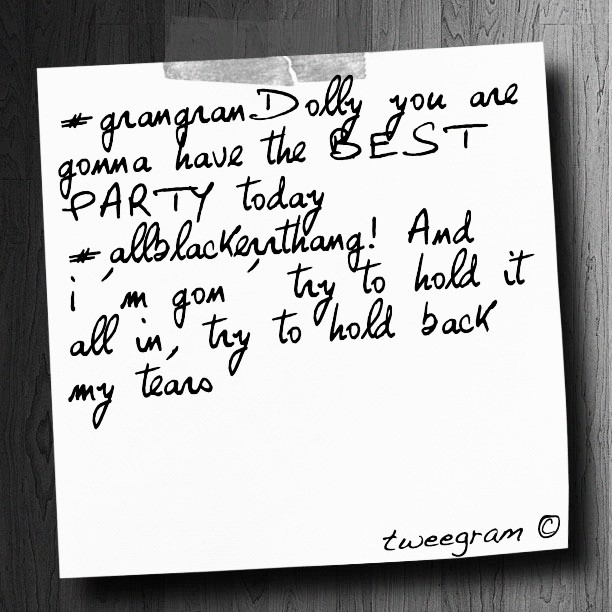 #grangranDolly you are
gonna have the BEST
PARTY today
#allblackerrthang! And
i'm gon' try to hold it
all in, try to hold back
my tears
tweegram ©